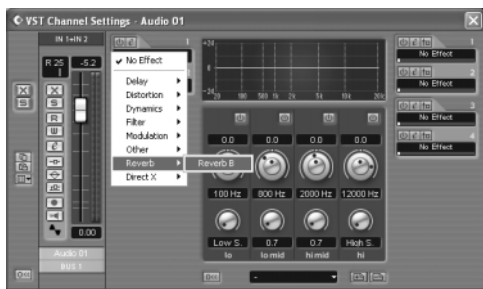 VST Channel Settings - Audio 01
IN 1+IN 2
R 25
-5.2
X
S
X
S
R
W
e
0.00
Audio 01
BUS 1
1
No Effect
Delay
Distortion
Dynamics
Filter
Modulation
Other
Reverb
Reverb B
Direct X
+24
0
-24
20
100
500
1k
2k
5k
10k
20k
0.0
0.0
0.0
0.0
100 Hz
800 Hz
2000 Hz
12000 Hz
Low S.
0.7
0.7
High S.
lo
lo mid
hi mid
hi
1
No Effect
2
No Effect
3
No Effect
4
No Effect